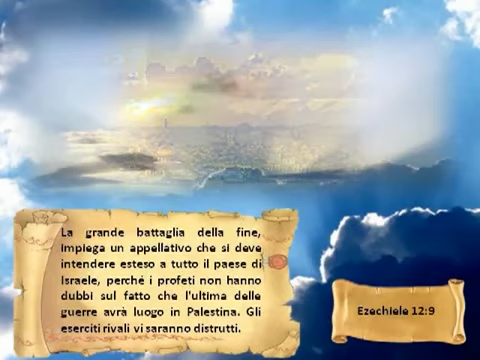 La grande battaglia della fine,
impiega un appellativo che si deve
intendere esteso a tutto il paese di
Israele, perché i profeti non hanno
dubbi sul fatto che l'ultima delle
guerre avrà luogo in Palestina. Gli
eserciti rivali vi saranno distrutti.
Ezechiele 12:9